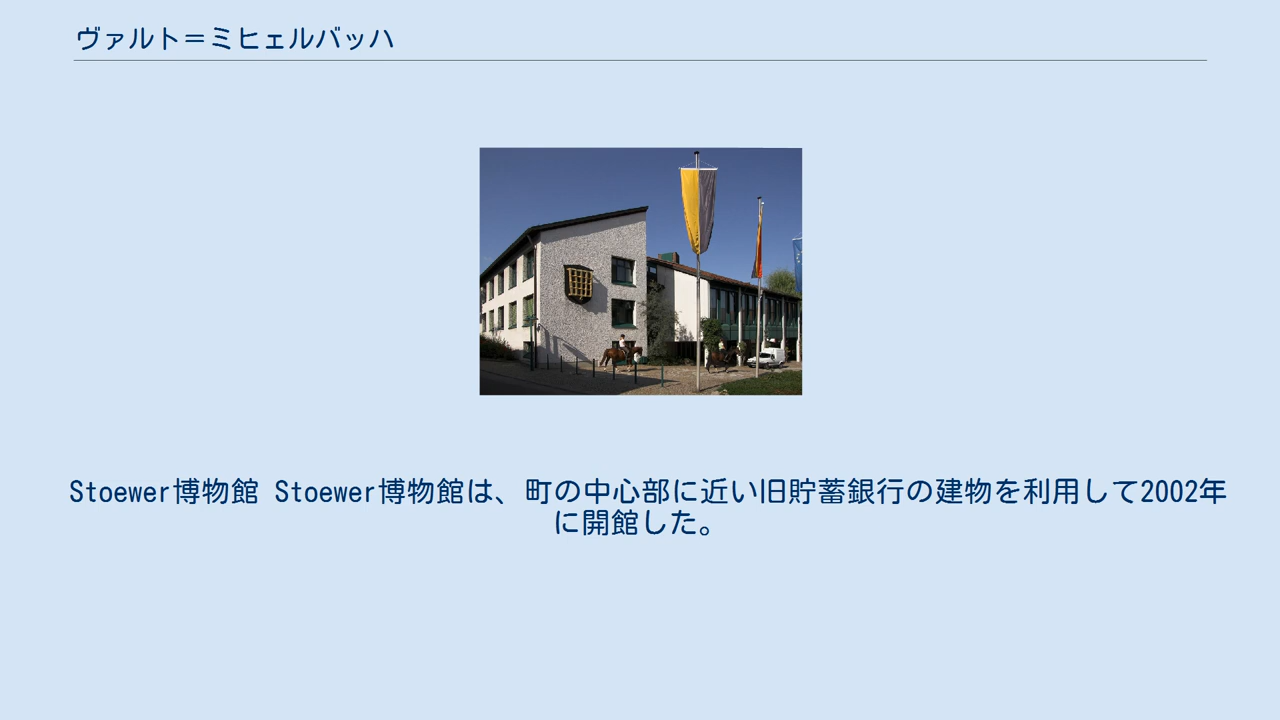 ヴァルト＝ミヒェルバッハ
Stoewer博物館 Stoewer博物館は、町の中心部に近い旧貯蓄銀行の建物を利用して2002年
に開館した。